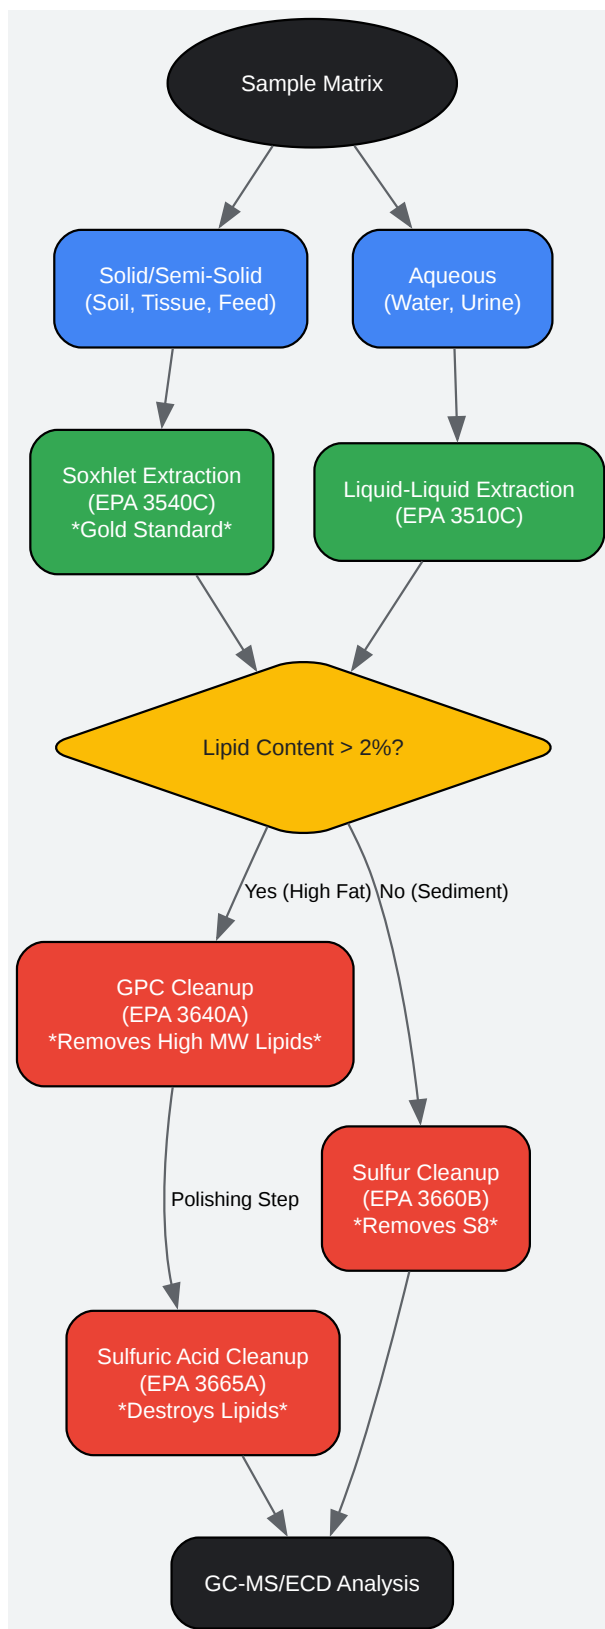 Sample Matrix
Solid/Semi-Solid
(Soil, Tissue, Feed)
Aqueous
(Water, Urine)
Soxhlet Extraction
(EPA 3540C)
*Gold Standard*
Liquid-Liquid Extraction
(EPA 3510C)
Lipid Content > 2%?
Yes (High Fat)
No (Sediment)
GPC Cleanup
(EPA 3640A)
*Removes High MW Lipids*
Polishing Step
Sulfur Cleanup
(EPA 3660B)
*Removes S8*
Sulfuric Acid Cleanup
(EPA 3665A)
*Destroys Lipids*
GC-MS/ECD Analysis